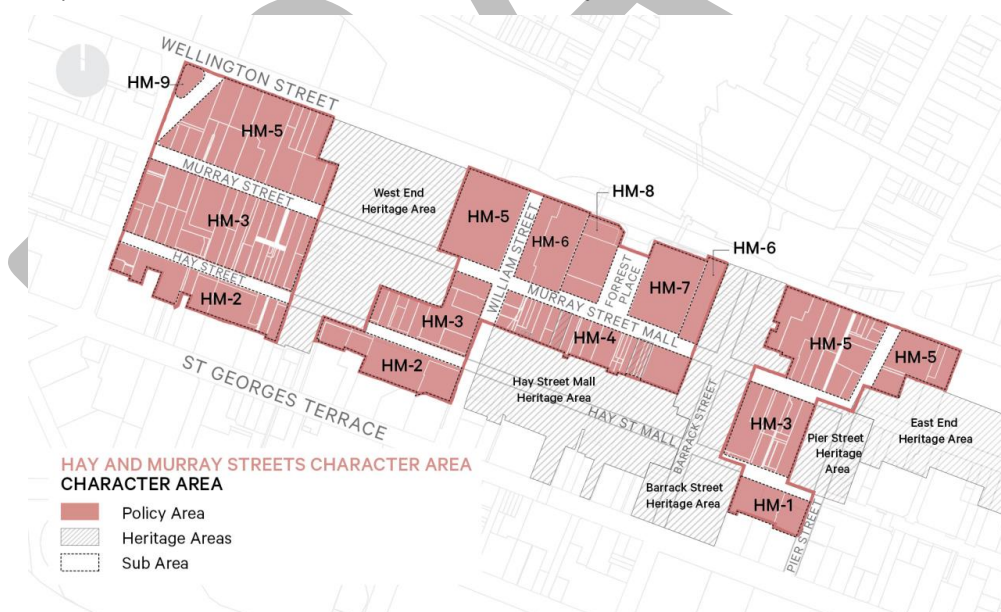 WELLINGTON STREET
HM-9
HM-5
MURRAY STREET
HM-3
HAY STREET
HM-2
West End
Heritage Area
HM-5
WILLIAM STREET
HM-6
HM-8
FORREST
PLACE
HM-7
HM-6
MURRAY STREET MALL
HM-3
HM-4
HM-2
HM-5
HM-5
ST GEORGES TERRACE
Hay Street Mall
Heritage Area
HAY ST MALL
BARRACK STREET
HM-3
Pier Street
Heritage
Area
East End
Heritage Area
Barrack Street
Heritage Area
HM-1
PIER STREET
HAY AND MURRAY STREETS CHARACTER AREA
CHARACTER AREA
Policy Area
Heritage Areas
Sub Area